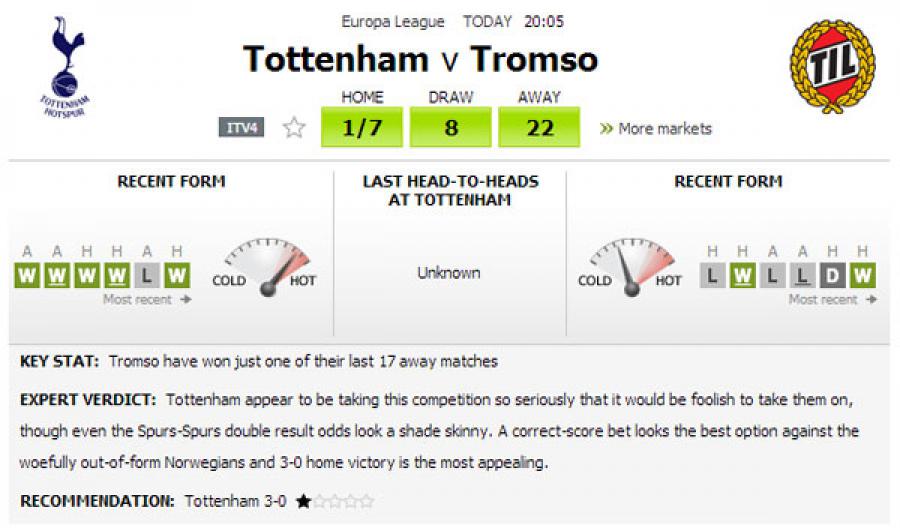 Europa League TODAY 20:05
Tottenham v Tromso
TOTTENHAM
HOTSPUR
TIL
HOME DRAW AWAY
ITV4 1/7 8 22 More markets
RECENT FORM
A A H H A H
W W W W L W
COLD HOT
Most recent
LAST HEAD-TO-HEADS
AT TOTTENHAM
Unknown
RECENT FORM
COLD HOT
H H A A H H
L W L L D W
Most recent
KEY STAT: Tromso have won just one of their last 17 away matches
EXPERT VERDICT: Tottenham appear to be taking this competition so seriously that it would be foolish to take them on,
though even the Spurs-Spurs double result odds look a shade skinny. A correct-score bet looks the best option against the
woefully out-of-form Norwegians and 3-0 home victory is the most appealing.
RECOMMENDATION: Tottenham 3-0